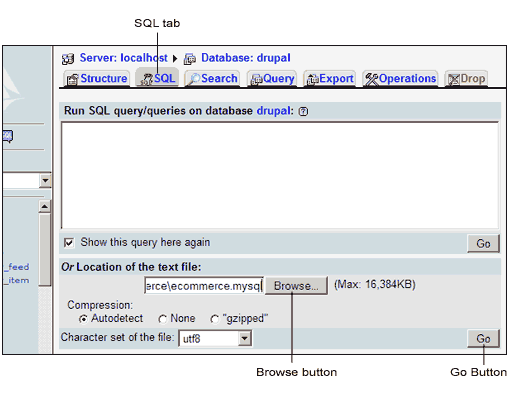 SQL tab
Server: localhost Database: drupal
Structure SQL Search Query Export Operations Drop
Run SQL query/queries on database drupal:
Show this query here again Go
_feed
_item
Or Location of the text file:
erce\ecommerce.mysql Browse... (Max: 16,384KB)
Compression:
Autodetect None "gzipped"
Character set of the file: utf8 Go
Browse button Go Button